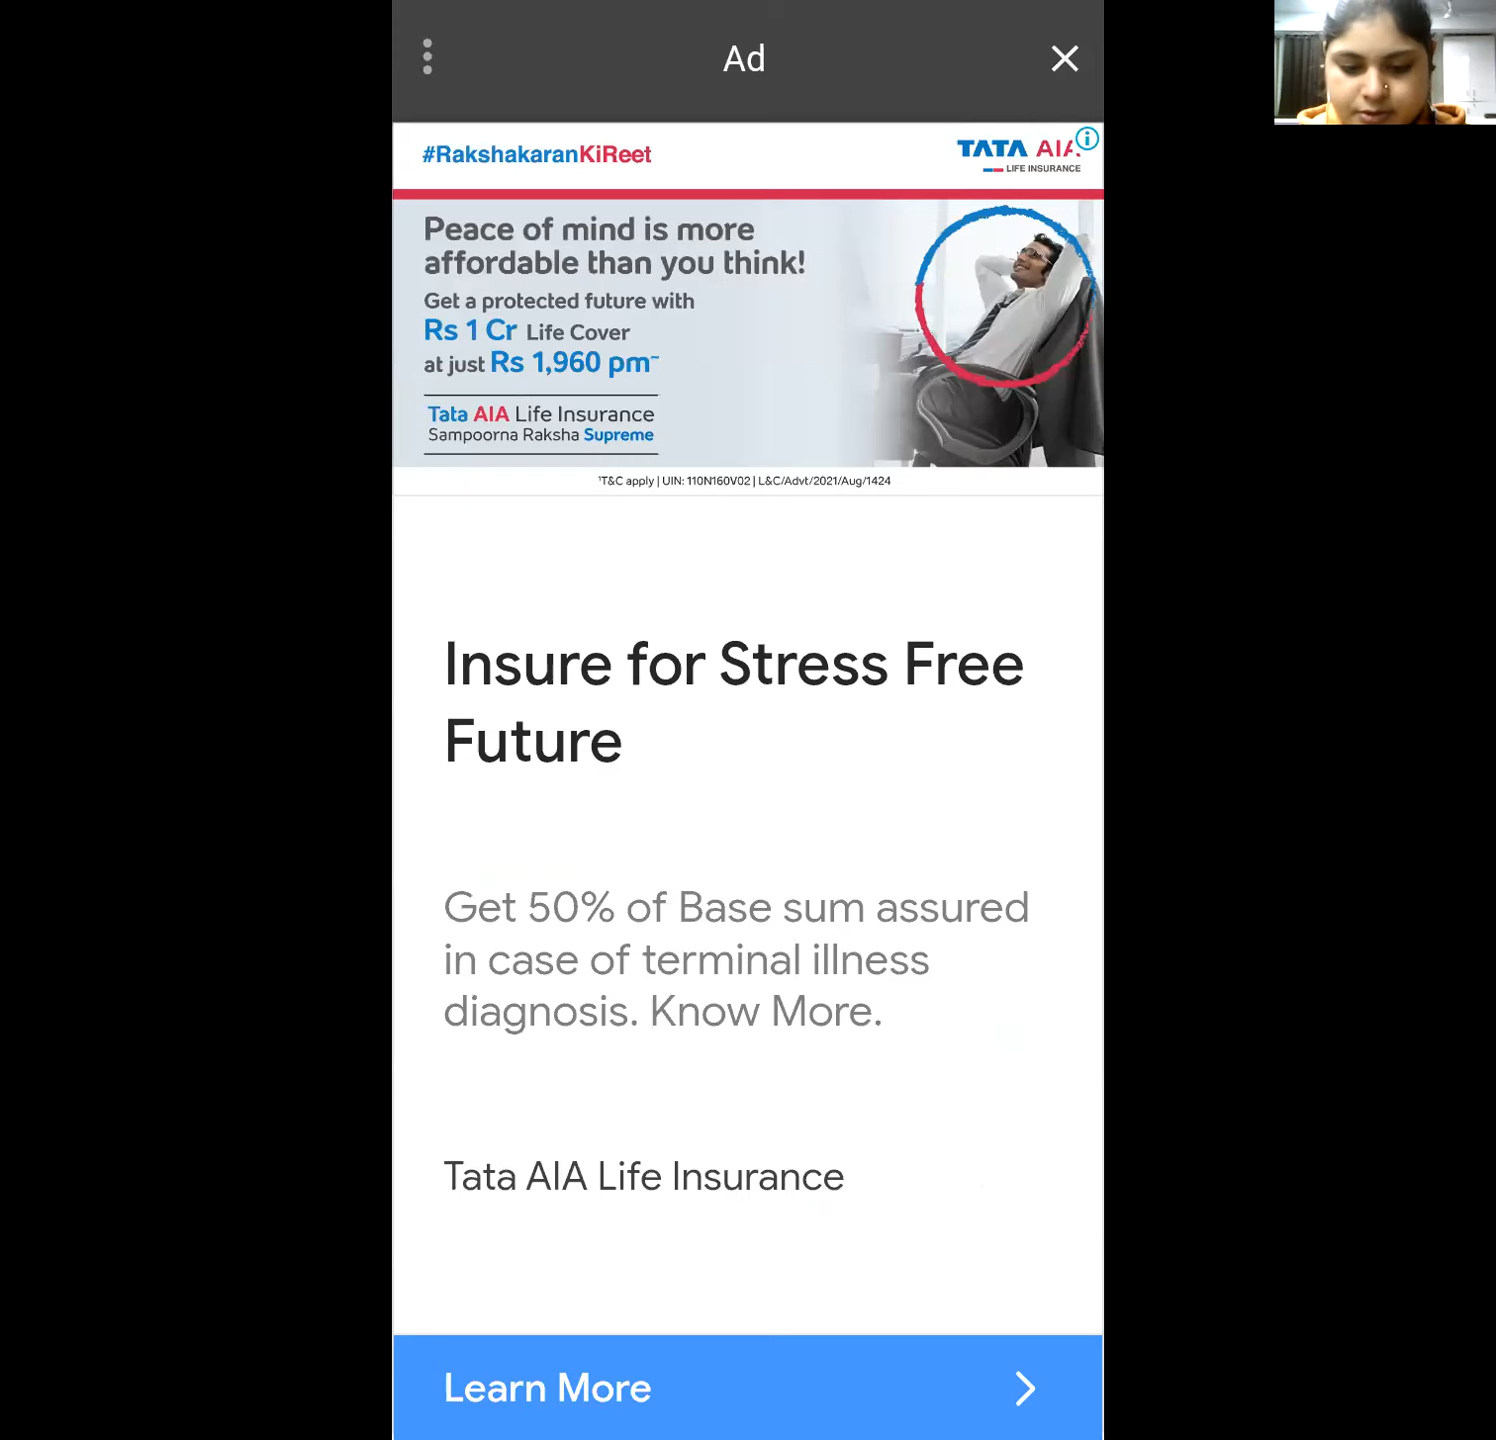 Ad
#RakshakaranKiReet
TATA AIA
LIFE INSURANCE
Peace of mind is more
affordable than you think!
Get a protected future with
Rs 1 Cr Life Cover
at just Rs 1,960 pm~
Tata AIA Life Insurance
Sampoorna Raksha Supreme
¹T&C apply | UIN: 110N160V02 | L&C/Advt/2021/Aug/1424
Insure for Stress Free
Future
Get 50% of Base sum assured
in case of terminal illness
diagnosis. Know More.
Tata AIA Life Insurance
Learn More